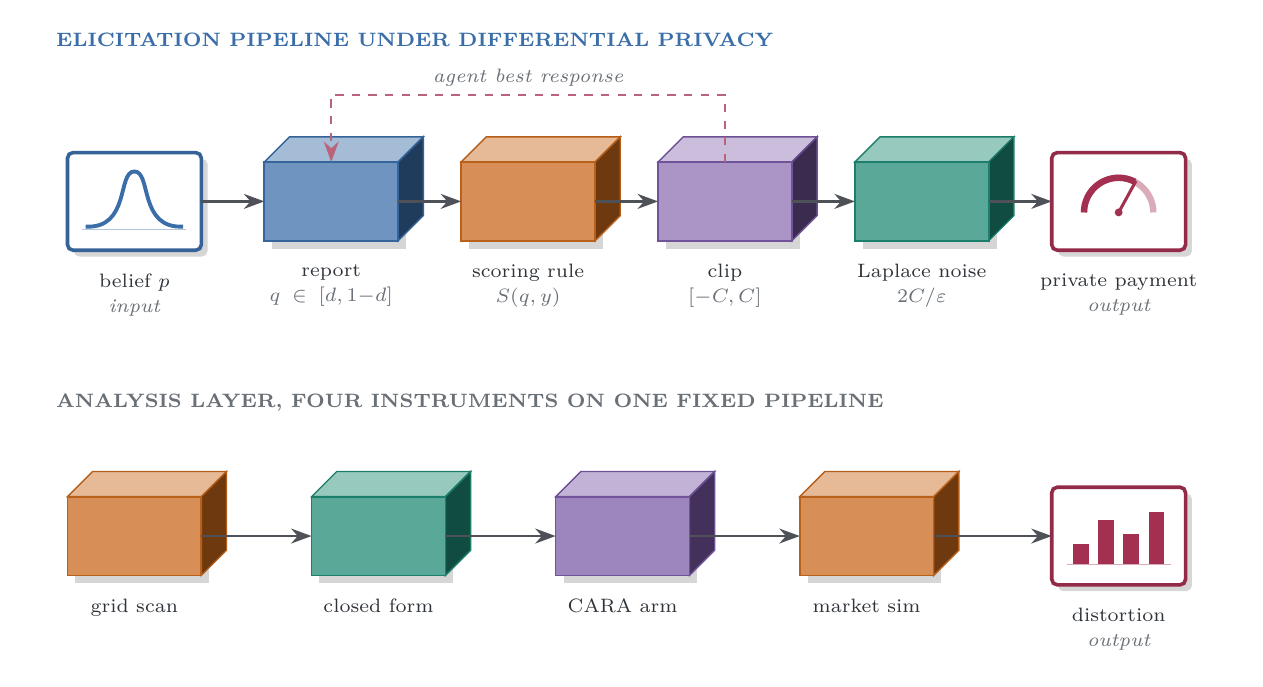 ELICITATION PIPELINE UNDER DIFFERENTIAL PRIVACY
agent best response
belief p
input
report
q ∈ [d, 1−d]
scoring rule
S(q, y)
clip
[−C, C]
Laplace noise
2C/ε
private payment
output
ANALYSIS LAYER, FOUR INSTRUMENTS ON ONE FIXED PIPELINE
grid scan
closed form
CARA arm
market sim
distortion
output